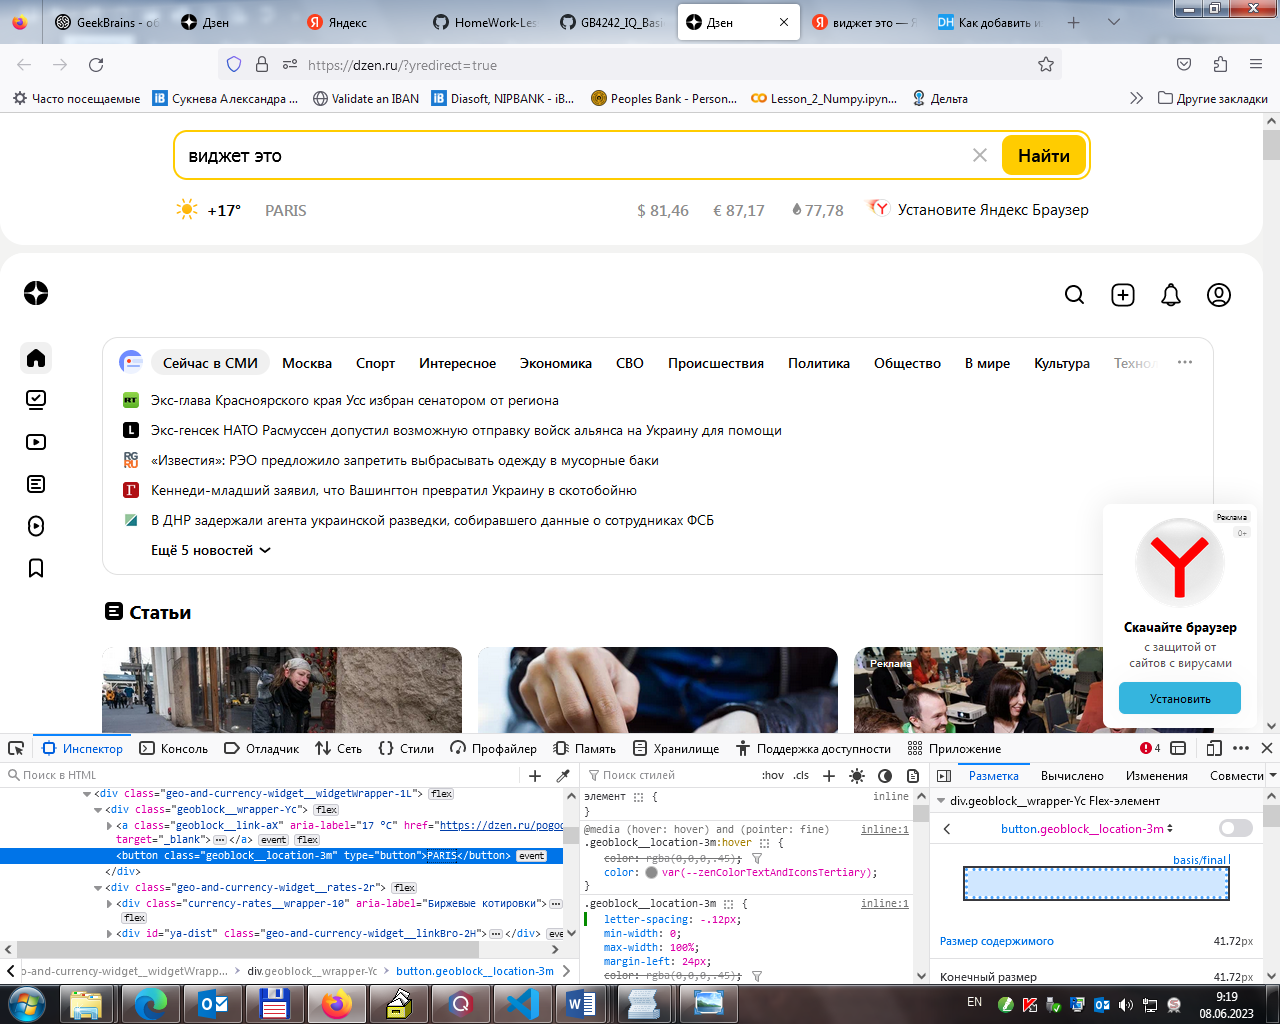 GeekBrains - об
Дзен
Яндекс
HomeWork-Les
GB4242_IQ_Basi
Дзен
виджет это — Я
Как добавить и
https://dzen.ru/?yredirect=true
Часто посещаемые
Сукнева Александра ...
Validate an IBAN
Diasoft, NIPBANK - iB...
Peoples Bank - Person...
Lesson_2_Numpy.ipyn...
Дельта
Другие закладки
виджет это
Найти
+17°
PARIS
$ 81,46
€ 87,17
77,78
Установите Яндекс Браузер
Сейчас в СМИ
Москва
Спорт
Интересное
Экономика
СВО
Происшествия
Политика
Общество
В мире
Культура
Технол
Экс-глава Красноярского края Усс избран сенатором от региона
Экс-генсек НАТО Расмуссен допустил возможную отправку войск альянса на Украину для помощи
«Известия»: РЭО предложило запретить выбрасывать одежду в мусорные баки
Кеннеди-младший заявил, что Вашингтон превратил Украину в скотобойню
В ДНР задержали агента украинской разведки, собиравшего данные о сотрудниках ФСБ
Ещё 5 новостей
Реклама
0+
Скачайте браузер
с защитой от
сайтов с вирусами
Установить
Статьи
Реклама
Инспектор
Консоль
Отладчик
Сеть
Стили
Профайлер
Память
Хранилище
Поддержка доступности
Приложение
4
Поиск в HTML
<div class="geo-and-currency-widget__widgetWrapper-1L"> flex
<div class="geoblock__wrapper-Yc"> flex
<a class="geoblock__link-aX" aria-label="17 °C" href="https://dzen.ru/pogod
target="_blank"> </a> event flex
<button class="geoblock__location-3m" type="button">PARIS</button> event
</div>
<div class="geo-and-currency-widget__rates-2r"> flex
<div class="currency-rates__wrapper-10" aria-label="Биржевые котировки">
flex
<div id="ya-dist" class="geo-and-currency-widget__linkBro-2H"> </div> eve
o-and-currency-widget__widgetWrapp...
div.geoblock__wrapper-Yc
button.geoblock__location-3m
Поиск стилей
:hov .cls
элемент {
inline
}
@media (hover: hover) and (pointer: fine)
inline:1
.geoblock__location-3m:hover {
color: rgba(0,0,0,.45);
color: var(--zenColorTextAndIconsTertiary);
}
.geoblock__location-3m {
inline:1
letter-spacing: -.12px;
min-width: 0;
max-width: 100%;
margin-left: 24px;
color: rgba(0,0,0,.45);
Разметка
Вычислено
Изменения
Совмести
div.geoblock__wrapper-Yc Flex-элемент
button.geoblock__location-3m
basis/final
Размер содержимого
41.72px
Конечный размер
41.72px
EN
9:19
08.06.2023